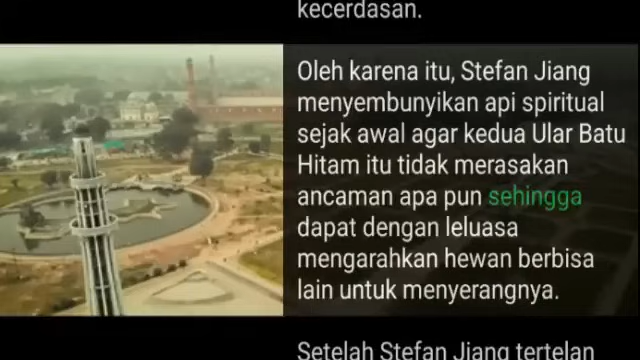 kecerdasan.
Oleh karena itu, Stefan Jiang
menyembunyikan api spiritual
sejak awal agar kedua Ular Batu
Hitam itu tidak merasakan
ancaman apa pun sehingga
dapat dengan leluasa
mengarahkan hewan berbisa
lain untuk menyerangnya.
Setelah Stefan Jiang tertelan